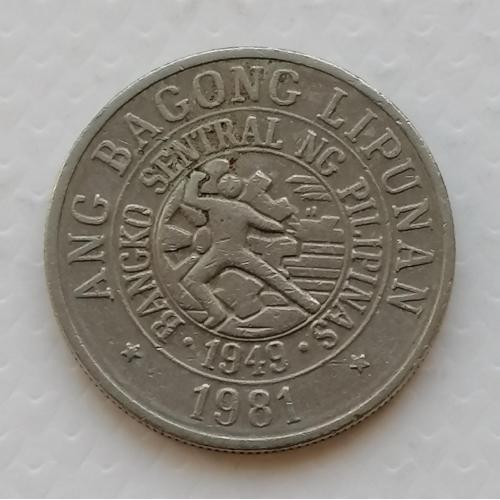 ANG BAGONG LIPUNAN
BANGKO SENTRAL NG PILIPINAS
1949
1981